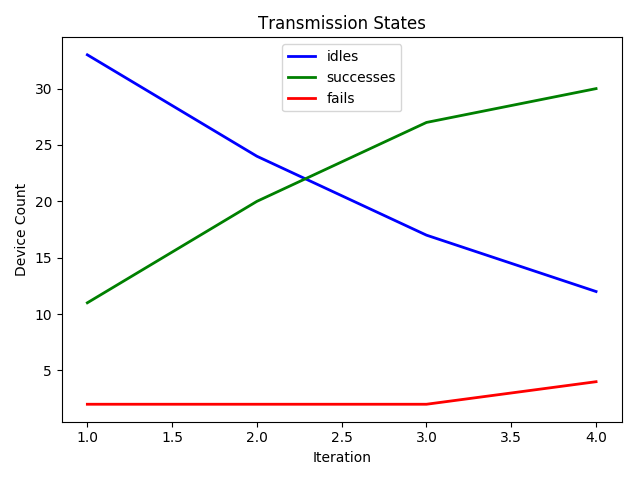 Transmission States
idles
successes
fails
Device Count
30
25
20
15
10
5
1.0 1.5 2.0 2.5 3.0 3.5 4.0
Iteration